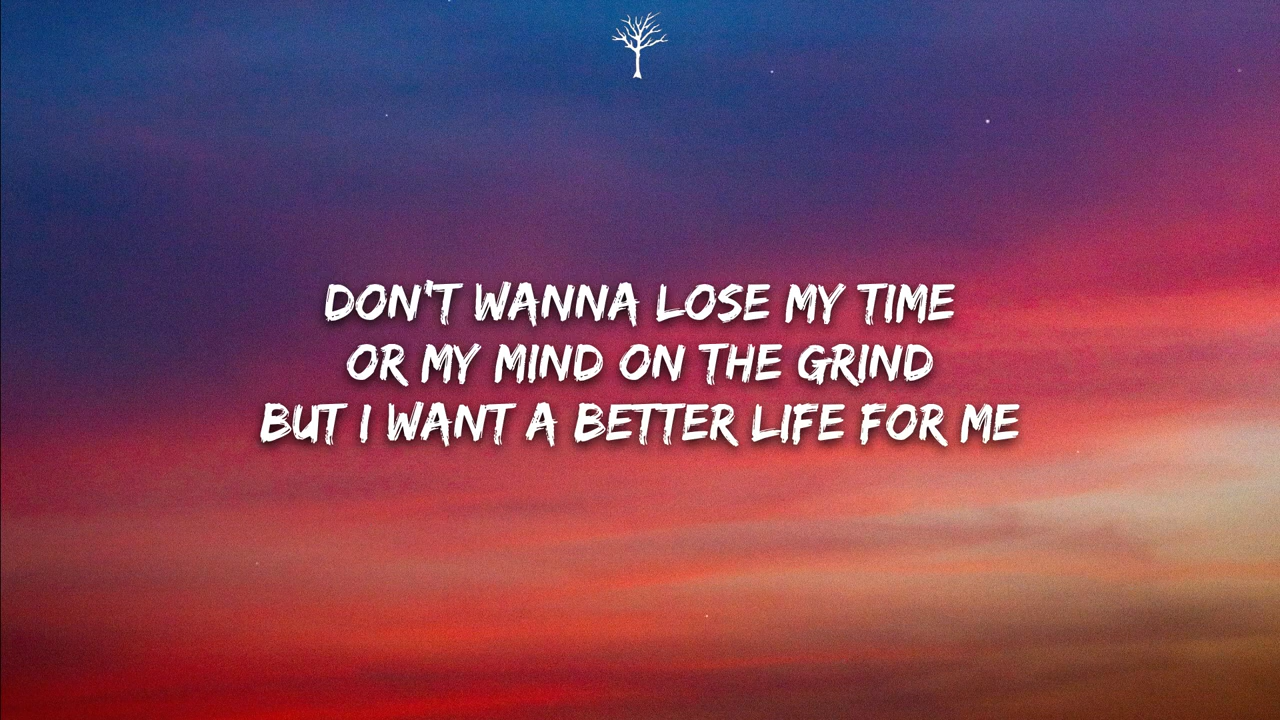 DON'T WANNA LOSE MY TIME
OR MY MIND ON THE GRIND
BUT I WANT A BETTER LIFE FOR ME